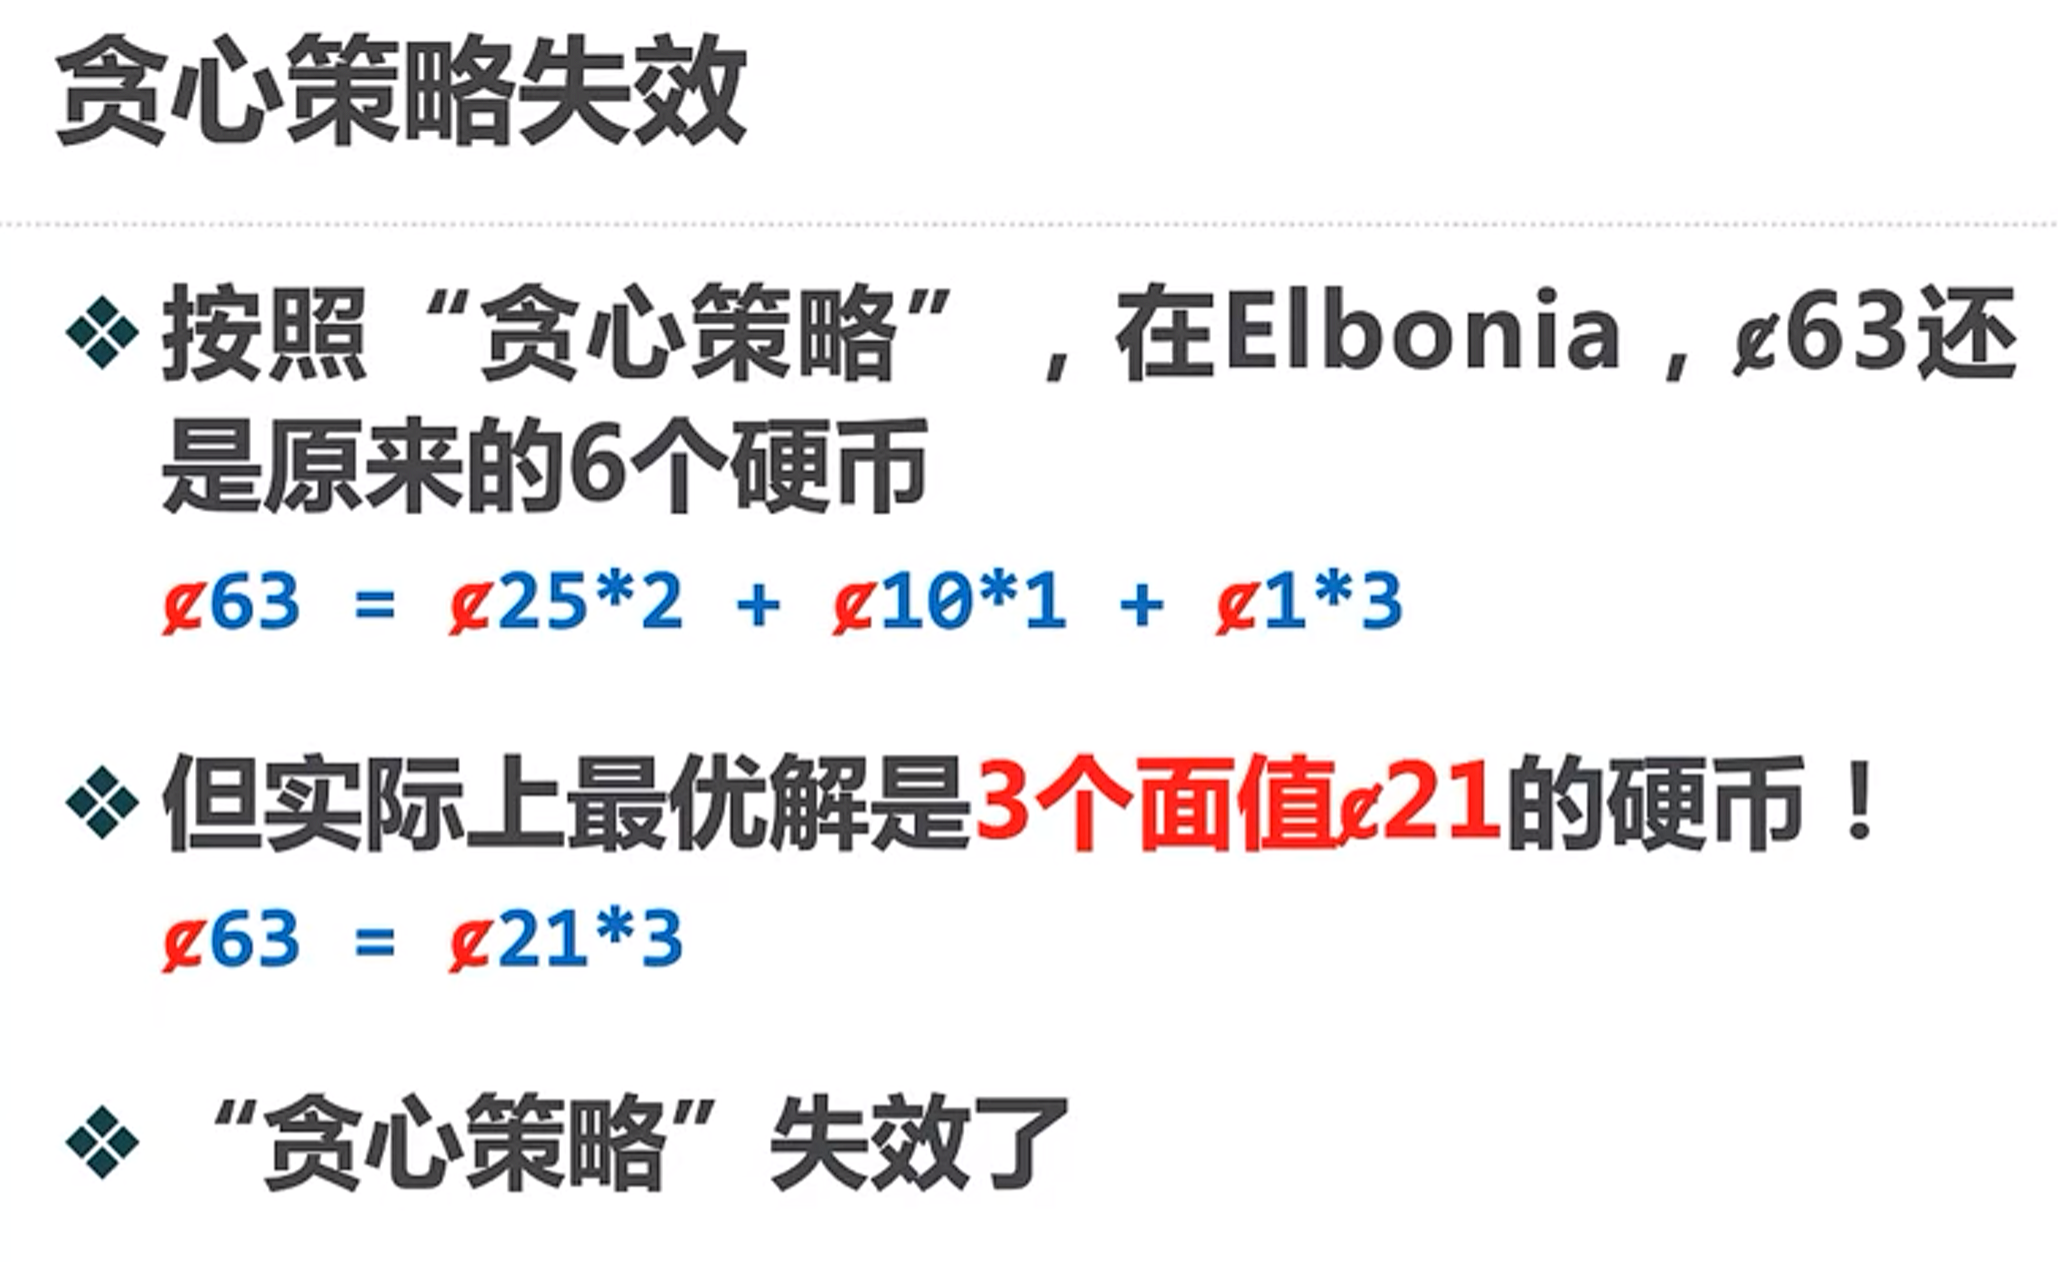 贪心策略失效
按照“贪心策略”，在Elbonia，¢63还
是原来的6个硬币
¢63 = ¢25*2 + ¢10*1 + ¢1*3
但实际上最优解是3个面值¢21的硬币！
¢63 = ¢21*3
“贪心策略”失效了